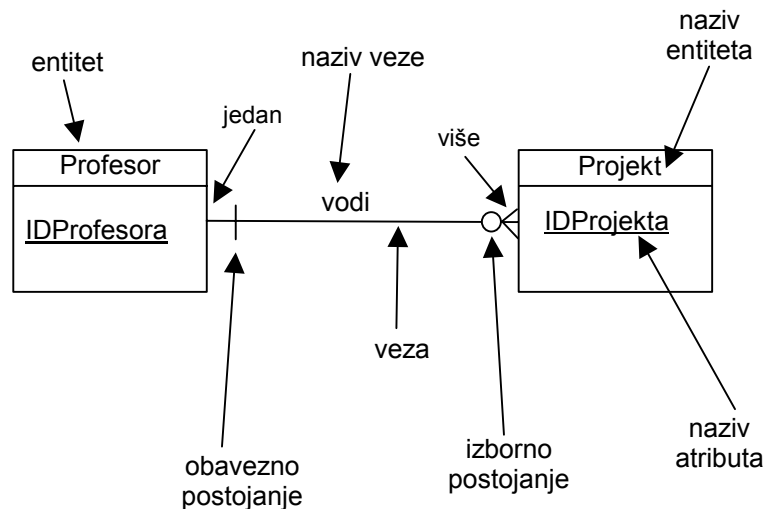 naziv
entiteta
naziv veze
entitet
jedan
više
Profesor
Projekt
vodi
IDProfesora
IDProjekta
veza
naziv
atributa
izborno
postojanje
obavezno
postojanje